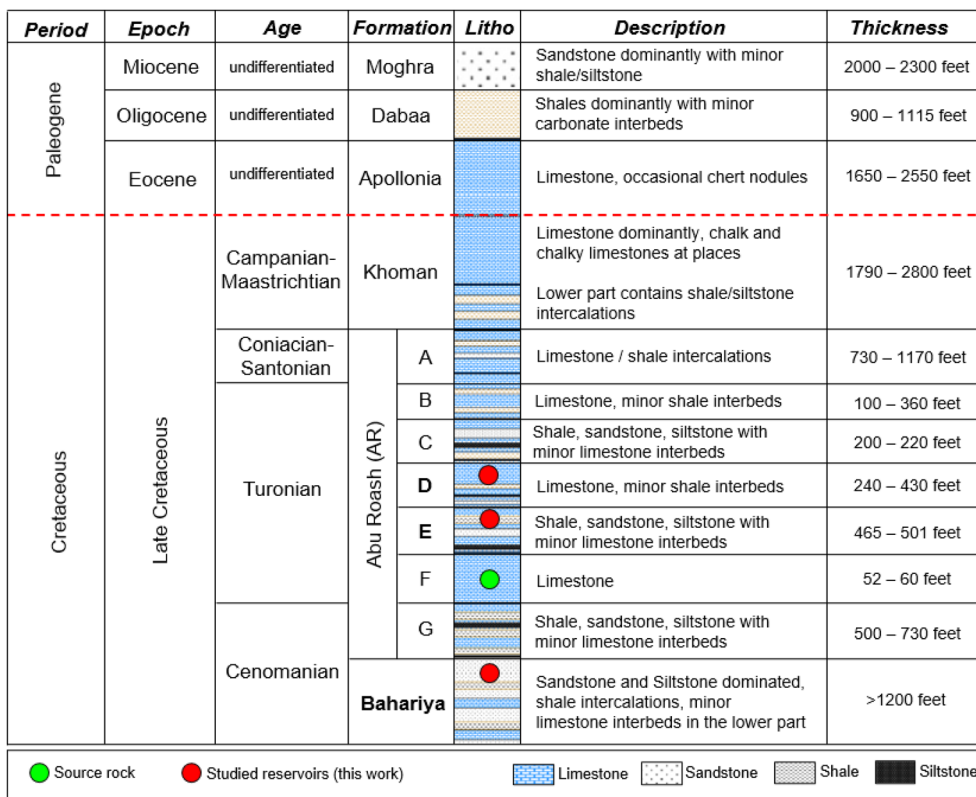 Period Epoch Age Formation Litho Description Thickness
Paleogene
Miocene undifferentiated Moghra Sandstone dominantly with minor
shale/siltstone 2000 – 2300 feet
Oligocene undifferentiated Dabaa Shales dominantly with minor
carbonate interbeds 900 – 1115 feet
Eocene undifferentiated Apollonia Limestone, occasional chert nodules 1650 – 2550 feet
Cretaceous
Late Cretaceous
Campanian-
Maastrichtian
Khoman
Limestone dominantly, chalk and
chalky limestones at places
Lower part contains shale/siltstone
intercalations
1790 – 2800 feet
Coniacian-
Santonian
Abu Roash (AR)
A Limestone / shale intercalations 730 – 1170 feet
Turonian
B Limestone, minor shale interbeds 100 – 360 feet
C Shale, sandstone, siltstone with
minor limestone interbeds 200 – 220 feet
D Limestone, minor shale interbeds 240 – 430 feet
E Shale, sandstone, siltstone with
minor limestone interbeds 465 – 501 feet
F Limestone 52 – 60 feet
Cenomanian
G Shale, sandstone, siltstone with
minor limestone interbeds 500 – 730 feet
Bahariya
Sandstone and Siltstone dominated,
shale intercalations, minor
limestone interbeds in the lower part
>1200 feet
Source rock Studied reservoirs (this work) Limestone Sandstone Shale Siltstone